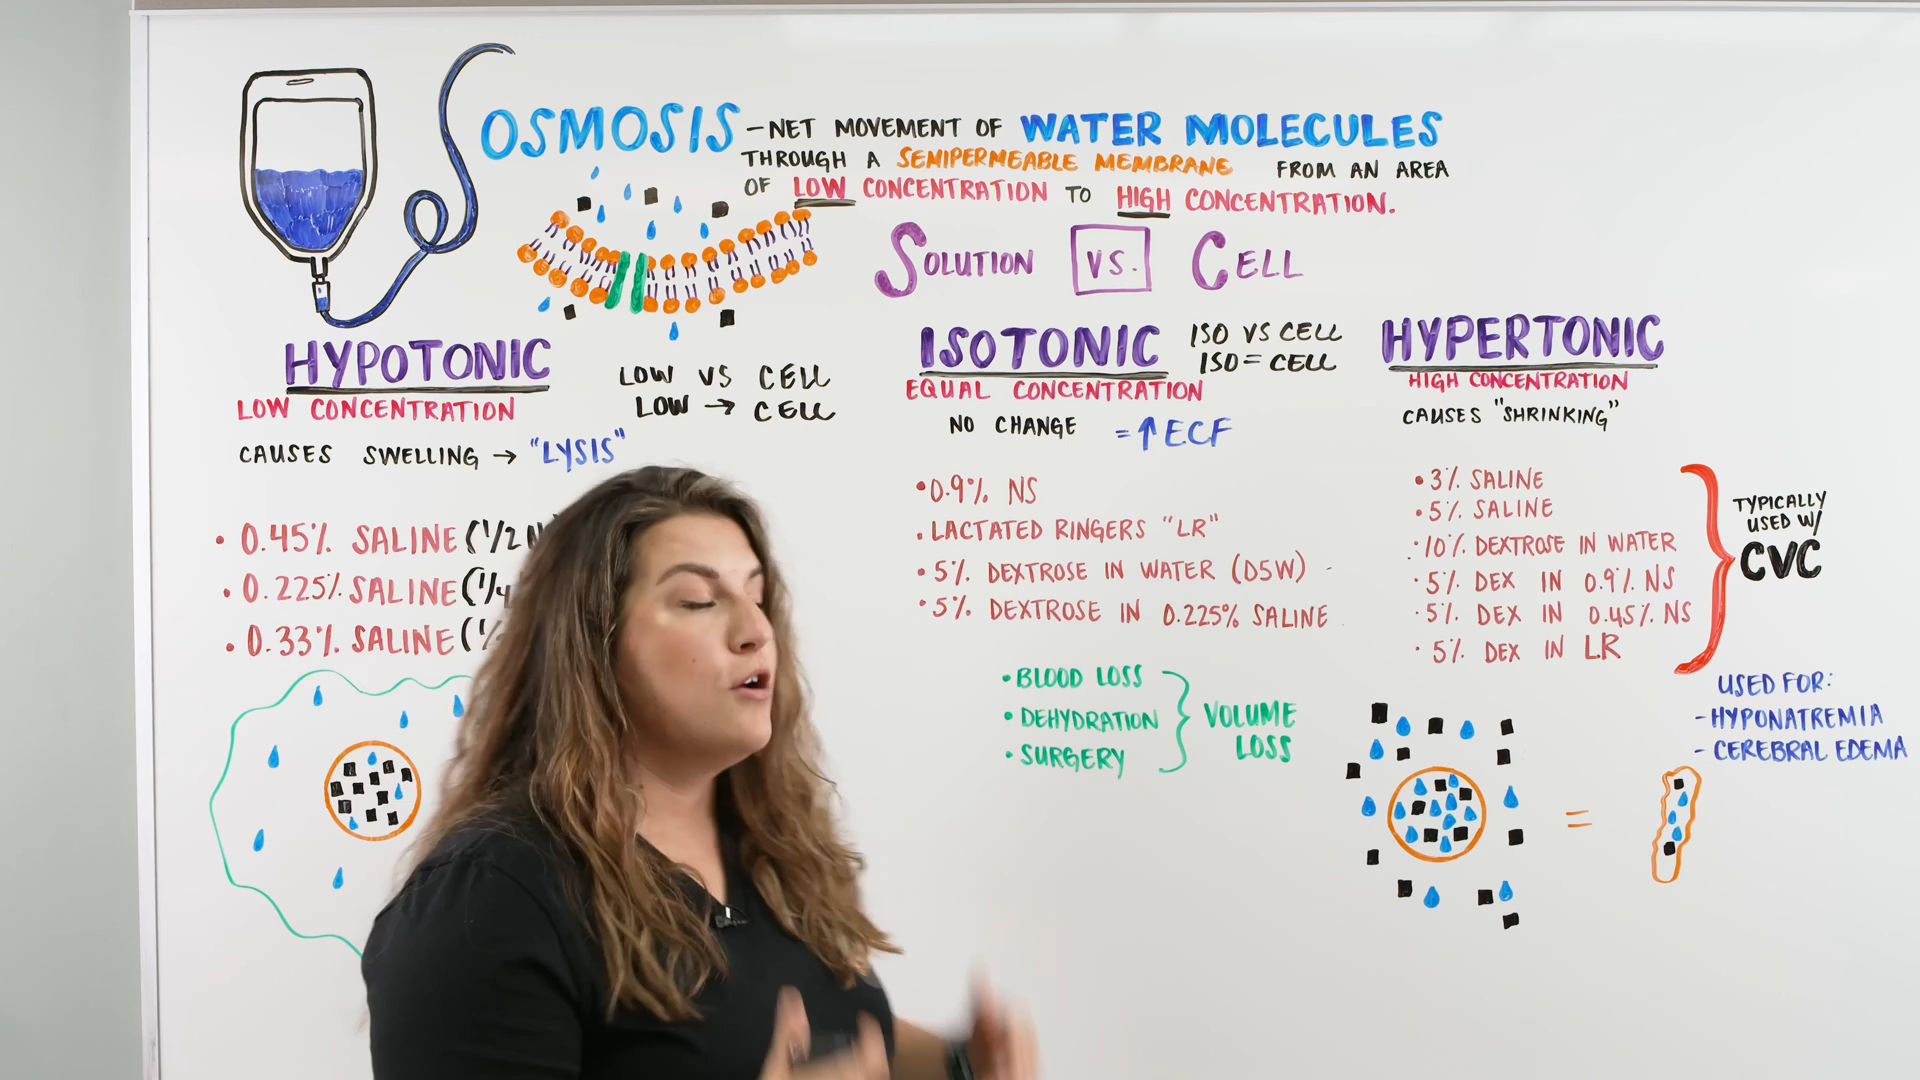 OSMOSIS - NET MOVEMENT OF WATER MOLECULES
THROUGH A SEMIPERMEABLE MEMBRANE FROM AN AREA
OF LOW CONCENTRATION TO HIGH CONCENTRATION.
SOLUTION VS. CELL
HYPOTONIC
LOW CONCENTRATION
LOW VS CELL
LOW → CELL
CAUSES SWELLING → "LYSIS"
• 0.45% SALINE (1/2
• 0.225% SALINE (1/4
• 0.33% SALINE (
ISOTONIC
ISO VS CELL
ISO = CELL
EQUAL CONCENTRATION
NO CHANGE = ↑ ECF
• 0.9% NS
• LACTATED RINGERS "LR"
• 5% DEXTROSE IN WATER (D5W)
• 5% DEXTROSE IN 0.225% SALINE
• BLOOD LOSS
• DEHYDRATION
• SURGERY
VOLUME
LOSS
HYPERTONIC
HIGH CONCENTRATION
CAUSES "SHRINKING"
• 3% SALINE
• 5% SALINE
• 10% DEXTROSE IN WATER
• 5% DEX IN 0.9% NS
• 5% DEX IN 0.45% NS
• 5% DEX IN LR
TYPICALLY
USED W/
CVC
USED FOR:
- HYPONATREMIA
- CEREBRAL EDEMA
=